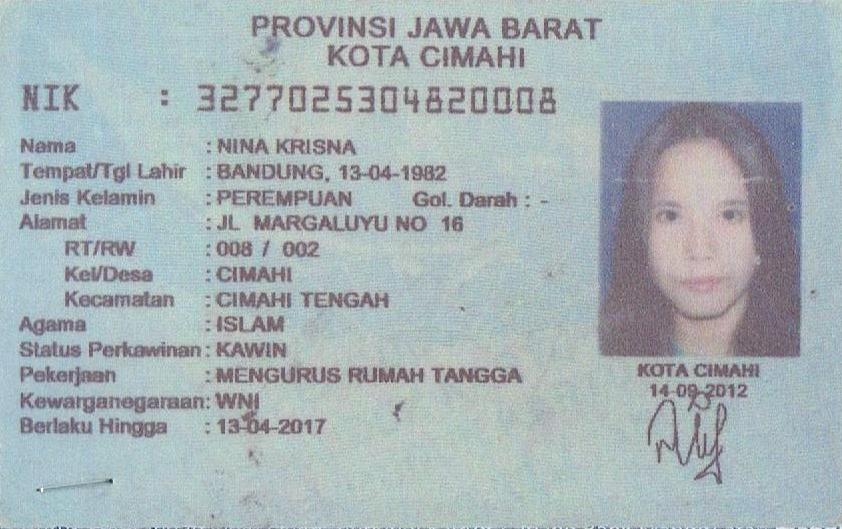 PROVINSI JAWA BARAT
KOTA CIMAHI
NIK : 3277025304820008
Nama : NINA KRISNA
Tempat/Tgl Lahir : BANDUNG, 13-04-1982
Jenis Kelamin : PEREMPUAN Gol. Darah : -
Alamat : JL MARGALUYU NO 16
RT/RW : 008 / 002
Kel/Desa : CIMAHI
Kecamatan : CIMAHI TENGAH
Agama : ISLAM
Status Perkawinan : KAWIN
Pekerjaan : MENGURUS RUMAH TANGGA
Kewarganegaraan : WNI
Berlaku Hingga : 13-04-2017
KOTA CIMAHI
14-09-2012